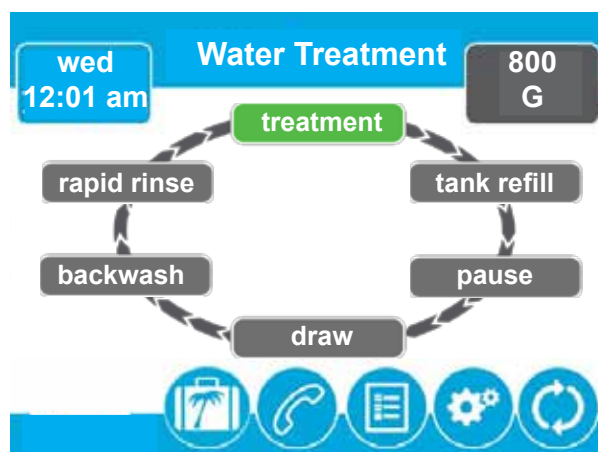 wed
12:01 am
Water Treatment
800
G
treatment
rapid rinse
tank refill
backwash
pause
draw